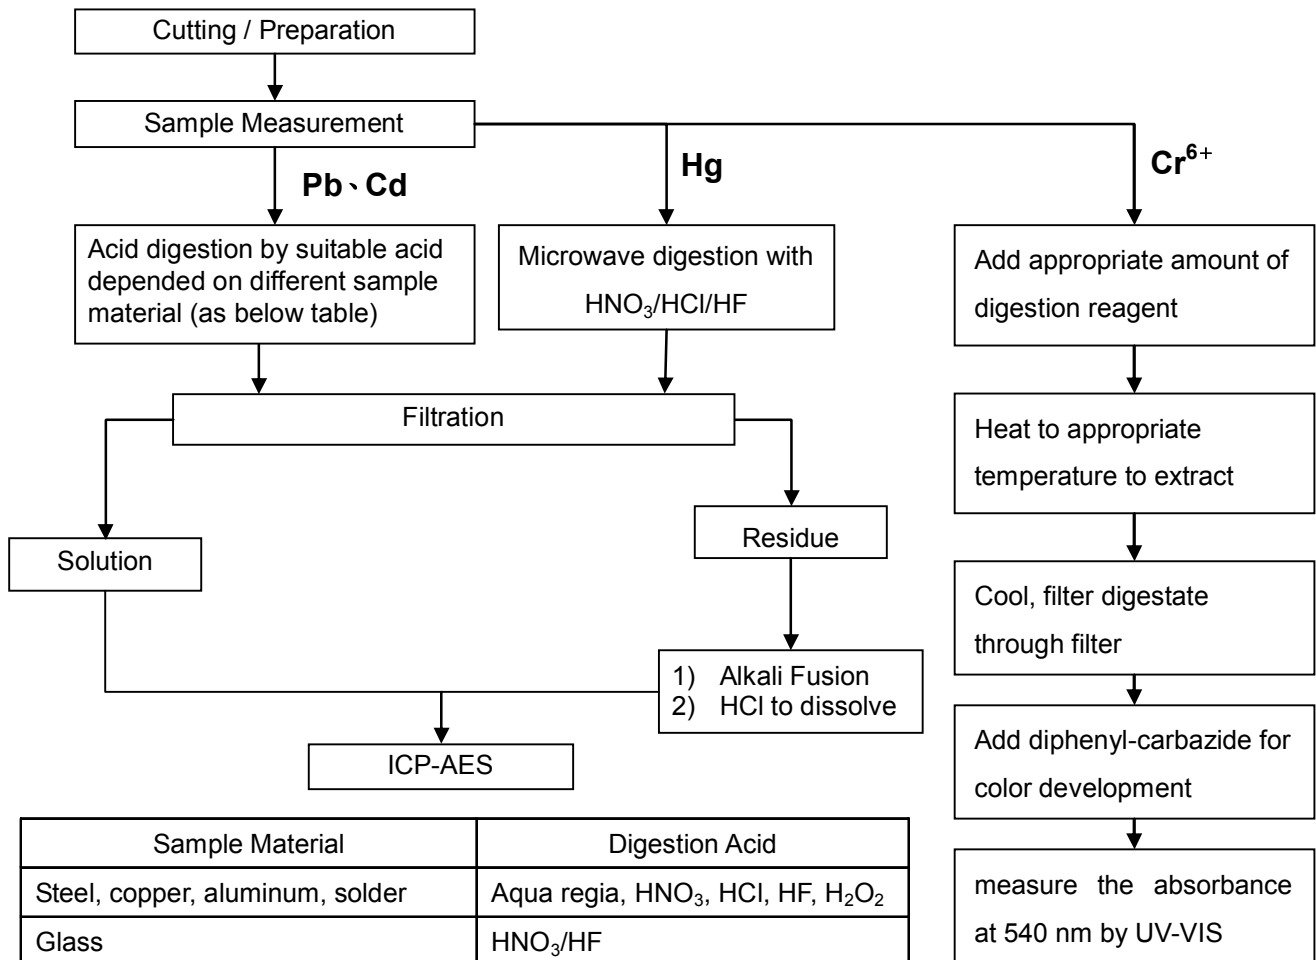 Cutting / Preparation
Sample Measurement
Pb、Cd
Hg
Cr⁶⁺
Acid digestion by suitable acid
depended on different sample
material (as below table)
Microwave digestion with
HNO₃/HCl/HF
Add appropriate amount of
digestion reagent
Filtration
Heat to appropriate
temperature to extract
Solution
Residue
Cool, filter digestate
through filter
1) Alkali Fusion
2) HCl to dissolve
ICP-AES
Add diphenyl-carbazide for
color development
measure the absorbance
at 540 nm by UV-VIS
Sample Material Digestion Acid
Steel, copper, aluminum, solder Aqua regia, HNO₃, HCl, HF, H₂O₂
Glass HNO₃/HF